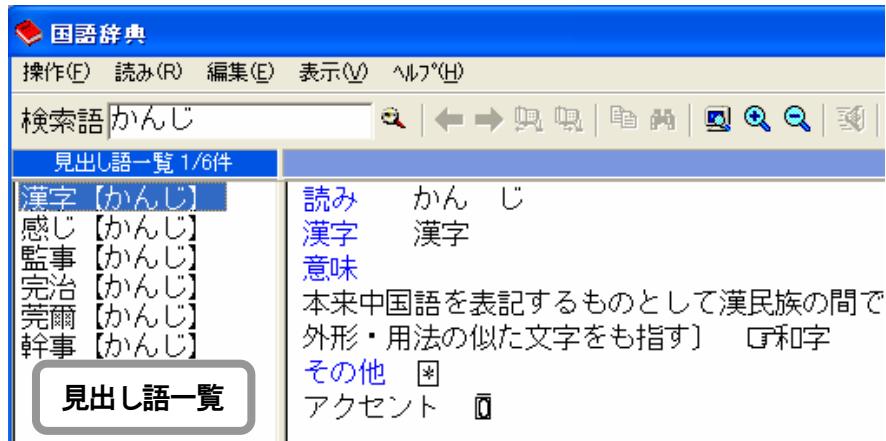 国語辞典
操作(F) 読み(R) 編集(E) 表示(V) ﾍﾙﾌﾟ(H)
検索語 かんじ
見出し語一覧 1/6件
漢字【かんじ】
感じ【かんじ】
監事【かんじ】
完治【かんじ】
莞爾【かんじ】
幹事【かんじ】
見出し語一覧
読み かん じ
漢字 漢字
意味
本来中国語を表記するものとして漢民族の間で
外形・用法の似た文字をも指す〕 ☞和字
その他 *
アクセント 0